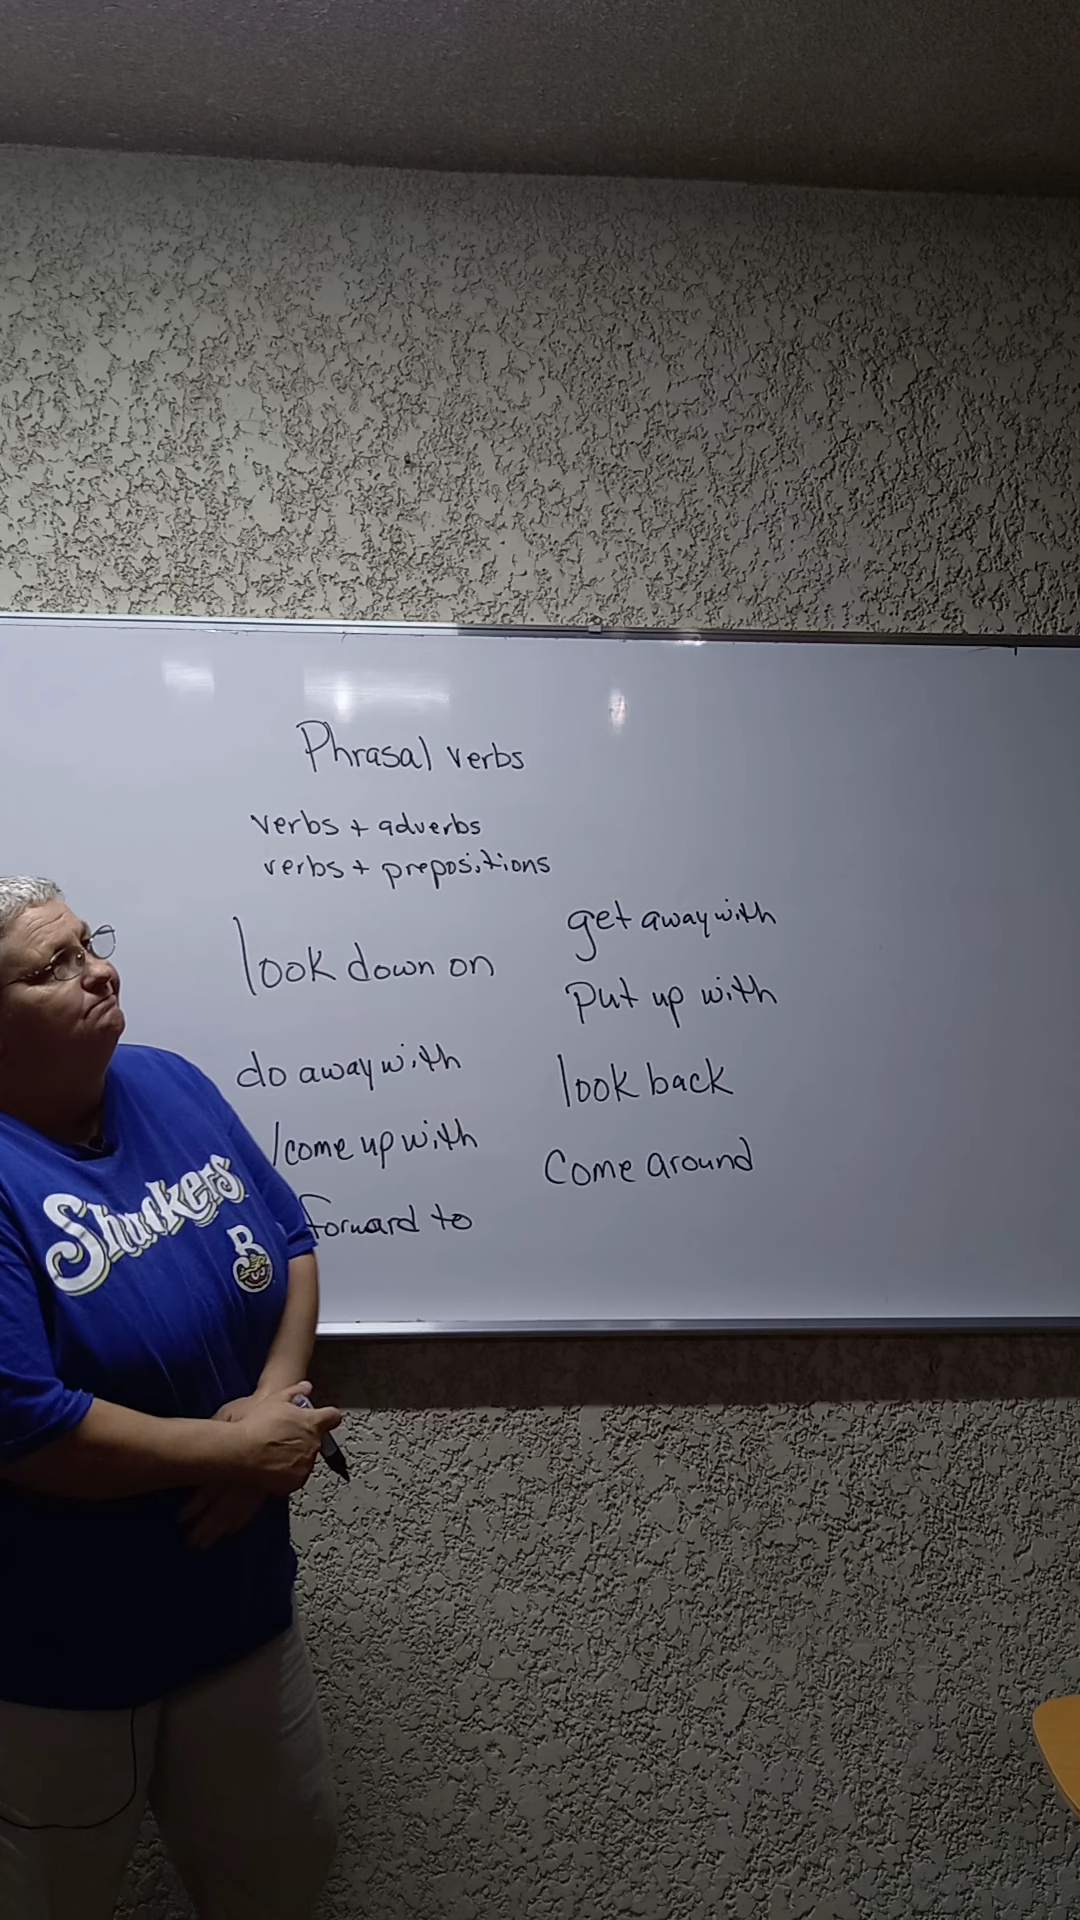 Phrasal verbs
verbs + adverbs
verbs + prepositions
look down on
do away with
/come up with
forward to
get away with
put up with
look back
Come around
Shuckers
B